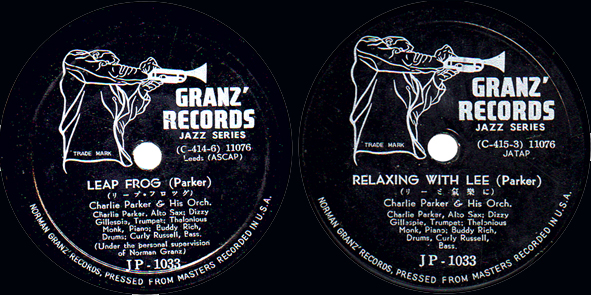 GRANZ'
RECORDS
JAZZ SERIES
TRADE MARK
(C-414-6) 11076
Leeds (ASCAP)
LEAP FROG (Parker)
(リープ・フロッグ)
Charlie Parker & His Orch.
Charlie Parker, Alto Sax; Dizzy
Gillespie, Trumpet; Thelonious
Monk, Piano; Buddy Rich,
Drums; Curly Russell,
Bass.
(Under the personal supervision
of Norman Granz)
JP-1033
NORMAN GRANZ RECORDS, PRESSED FROM MASTERS RECORDED IN U.S.A.
GRANZ'
RECORDS
JAZZ SERIES
TRADE MARK
(C-415-3) 11076
JATAP
RELAXING WITH LEE (Parker)
(リーと氣樂に)
Charlie Parker & His Orch.
Charlie Parker, Alto Sax; Dizzy
Gillespie, Trumpet; Thelonious
Monk, Piano; Buddy Rich,
Drums, Curly Russell,
Bass.
JP-1033
NORMAN GRANZ RECORDS, PRESSED FROM MASTERS RECORDED IN U.S.A.